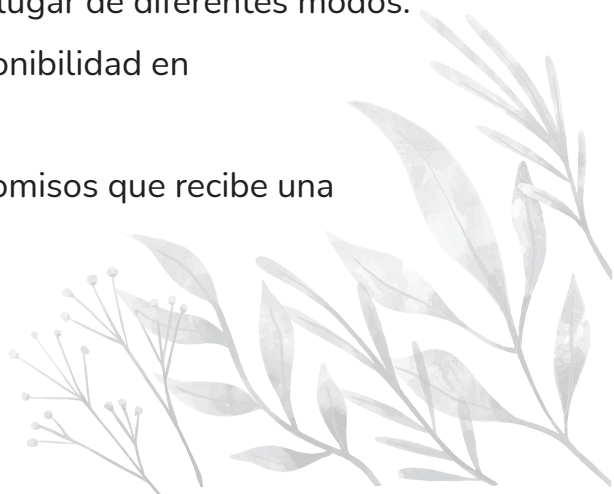 lugar de diferentes modos.
onibilidad en
omisos que recibe una